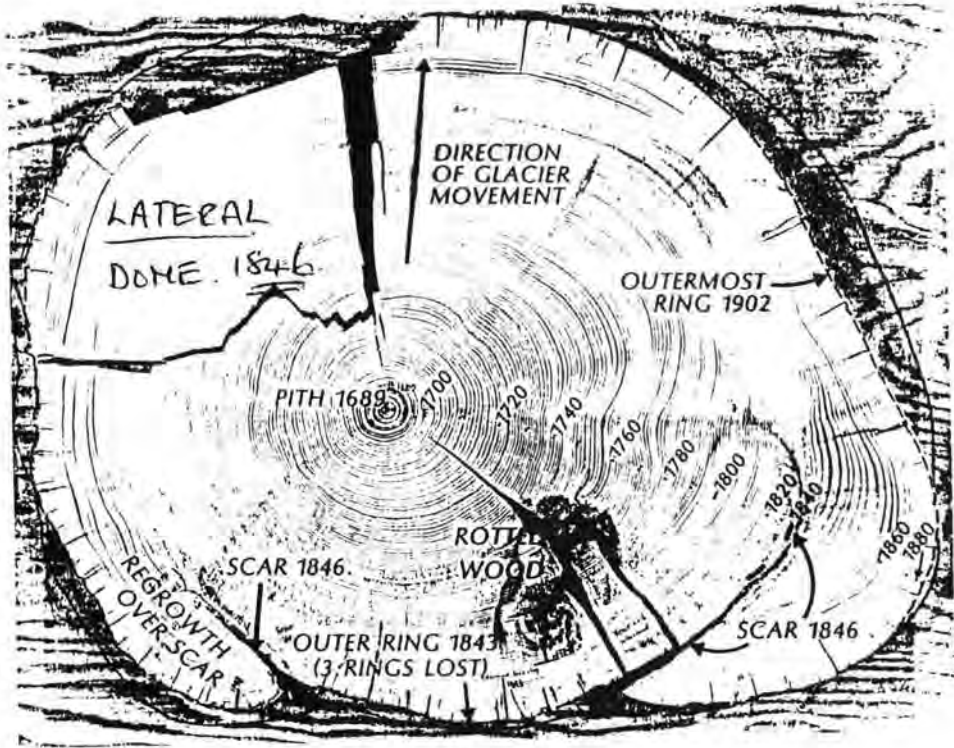 DIRECTION
OF GLACIER
MOVEMENT
LATERAL
DOME. 1846
OUTERMOST
RING 1902
PITH 1689
-1700
-1720
-1740
-1760
-1780
-1800
-1820
-1840
-1860
-1880
ROTTED
WOOD
SCAR 1846
REGROWTH
OVER SCAR
OUTER RING 1843
(3 RINGS LOST)
SCAR 1846